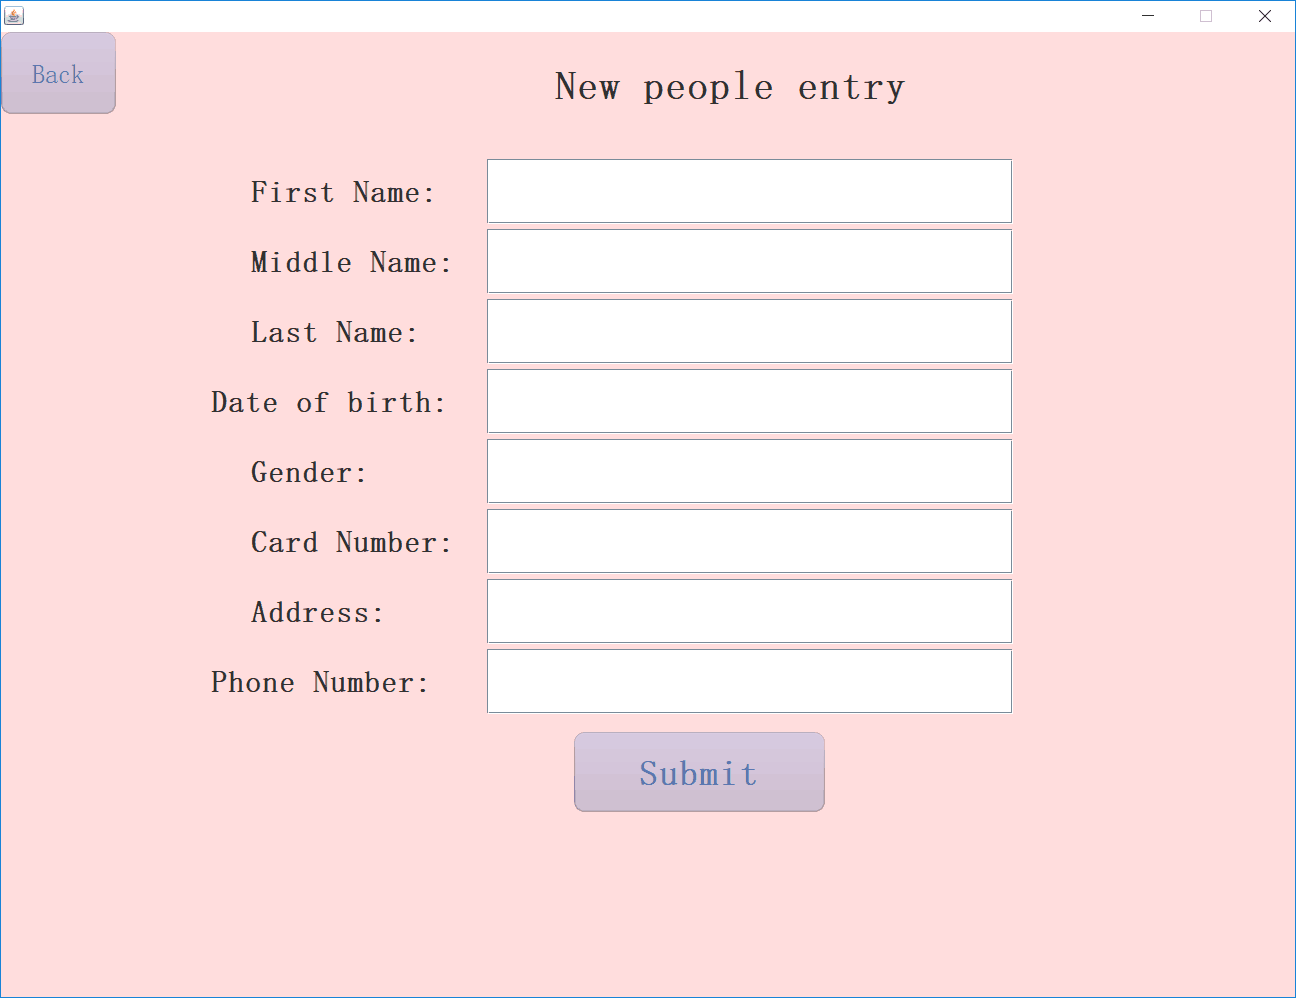 Back
New people entry
First Name:
Middle Name:
Last Name:
Date of birth:
Gender:
Card Number:
Address:
Phone Number:
Submit